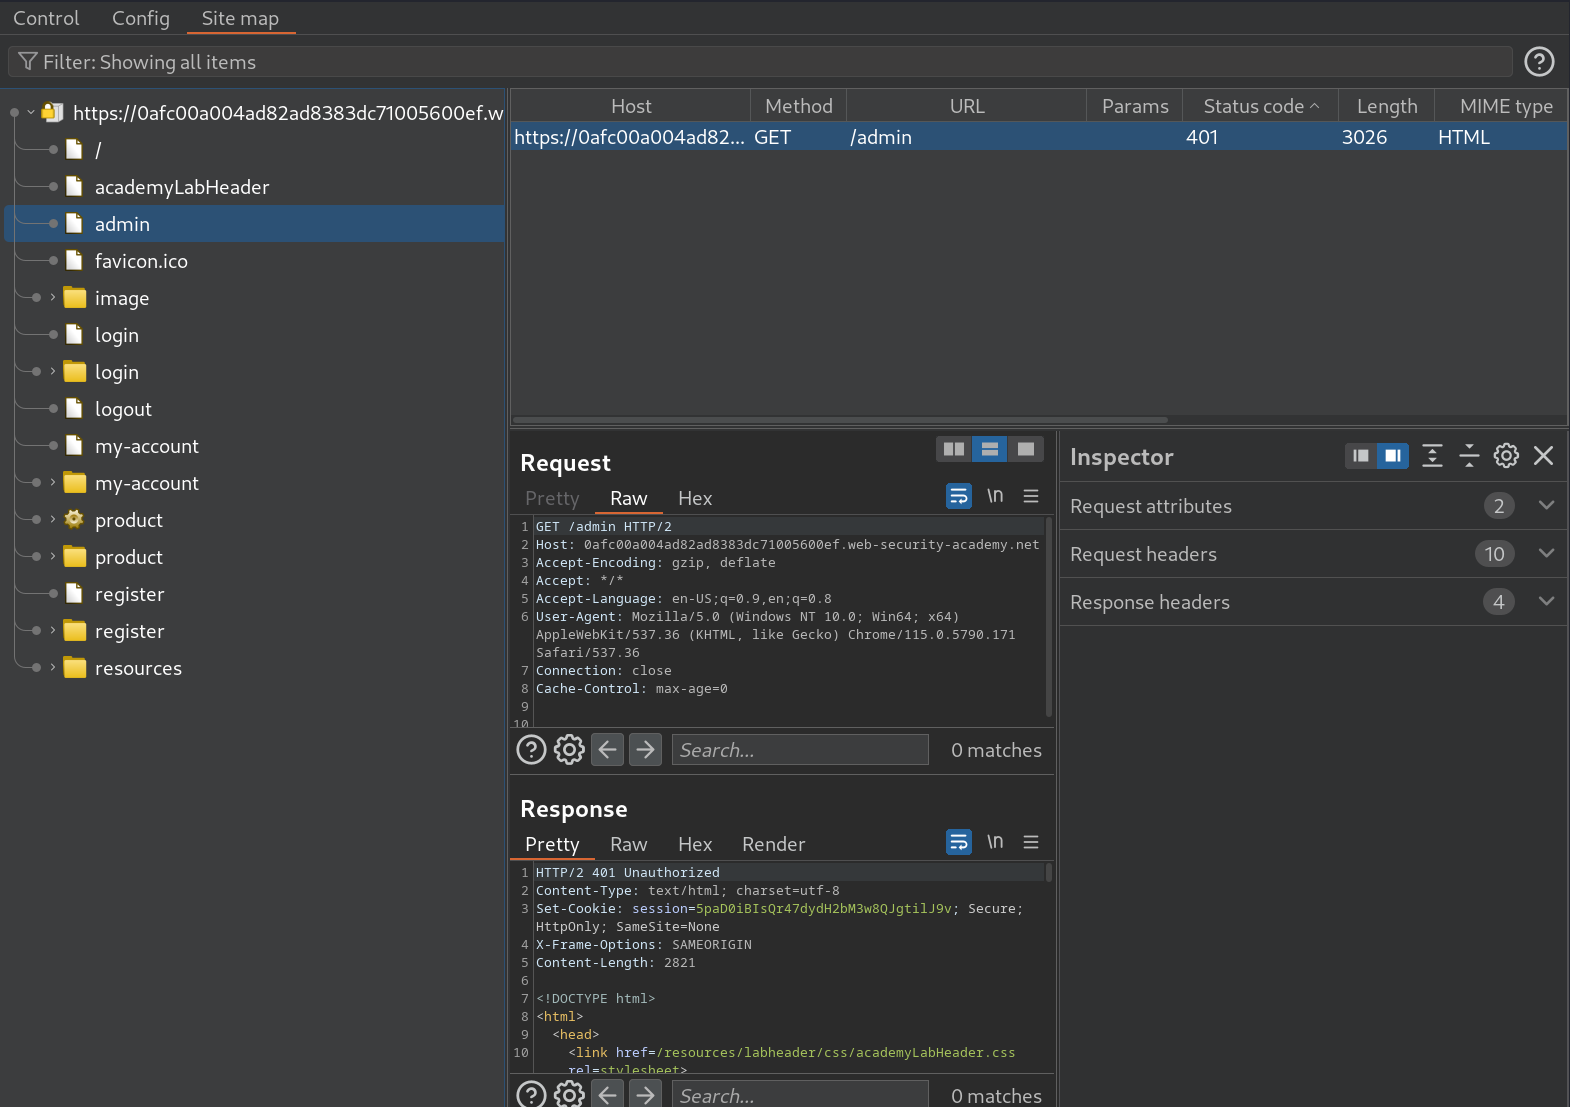 Control Config Site map
Filter: Showing all items
https://0afc00a004ad82ad8383dc71005600ef.w
/
academyLabHeader
admin
favicon.ico
image
login
login
logout
my-account
my-account
product
product
register
register
resources
Host Method URL Params Status code Length MIME type
https://0afc00a004ad82... GET /admin 401 3026 HTML
Request
Pretty Raw Hex
\n
1 GET /admin HTTP/2
2 Host: 0afc00a004ad82ad8383dc71005600ef.web-security-academy.net
3 Accept-Encoding: gzip, deflate
4 Accept: */*
5 Accept-Language: en-US;q=0.9,en;q=0.8
6 User-Agent: Mozilla/5.0 (Windows NT 10.0; Win64; x64)
AppleWebKit/537.36 (KHTML, like Gecko) Chrome/115.0.5790.171
Safari/537.36
7 Connection: close
8 Cache-Control: max-age=0
9
10
Search... 0 matches
Response
Pretty Raw Hex Render
\n
1 HTTP/2 401 Unauthorized
2 Content-Type: text/html; charset=utf-8
3 Set-Cookie: session=5paD0iBIsQr47dydH2bM3w8QJgtilJ9v; Secure;
HttpOnly; SameSite=None
4 X-Frame-Options: SAMEORIGIN
5 Content-Length: 2821
6
7 <!DOCTYPE html>
8 <html>
9 <head>
10 <link href=/resources/labheader/css/academyLabHeader.css
rel=stylesheet>
Search... 0 matches
Inspector
Request attributes 2
Request headers 10
Response headers 4